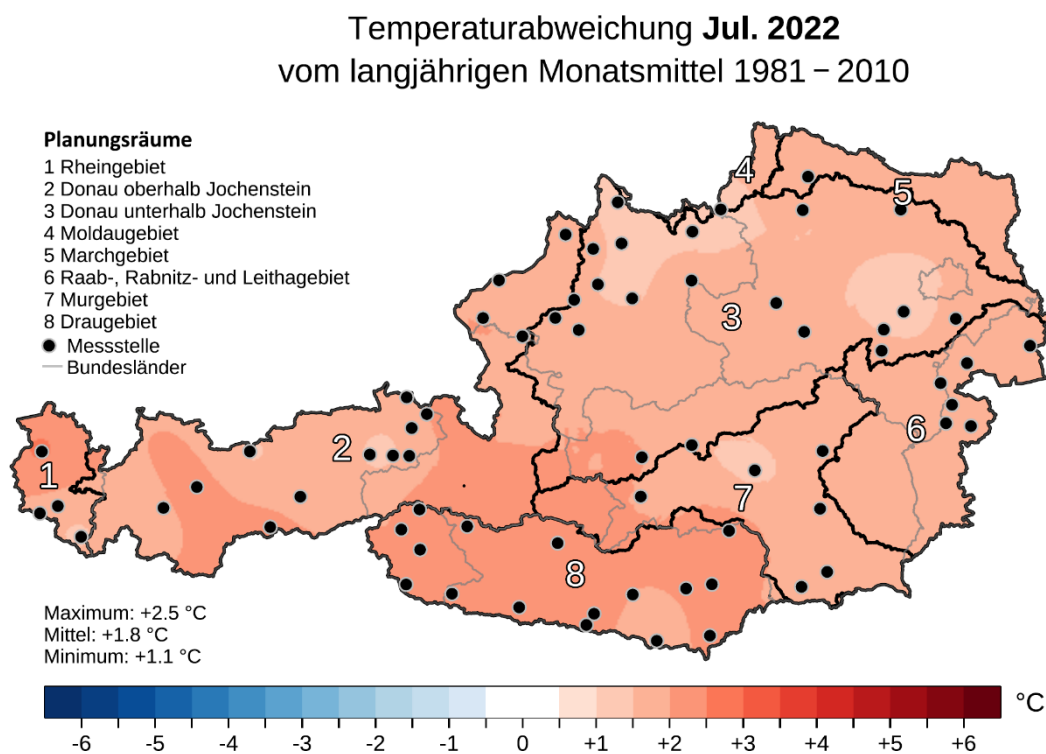 Temperaturabweichung Jul. 2022
vom langjährigen Monatsmittel 1981 – 2010
Planungsräume
1 Rheingebiet
2 Donau oberhalb Jochenstein
3 Donau unterhalb Jochenstein
4 Moldaugebiet
5 Marchgebiet
6 Raab-, Rabnitz- und Leithagebiet
7 Murgebiet
8 Draugebiet
Messstelle
Bundesländer
4
5
3
2
6
1
7
8
Maximum: +2.5 °C
Mittel: +1.8 °C
Minimum: +1.1 °C
°C
-6 -5 -4 -3 -2 -1 0 +1 +2 +3 +4 +5 +6